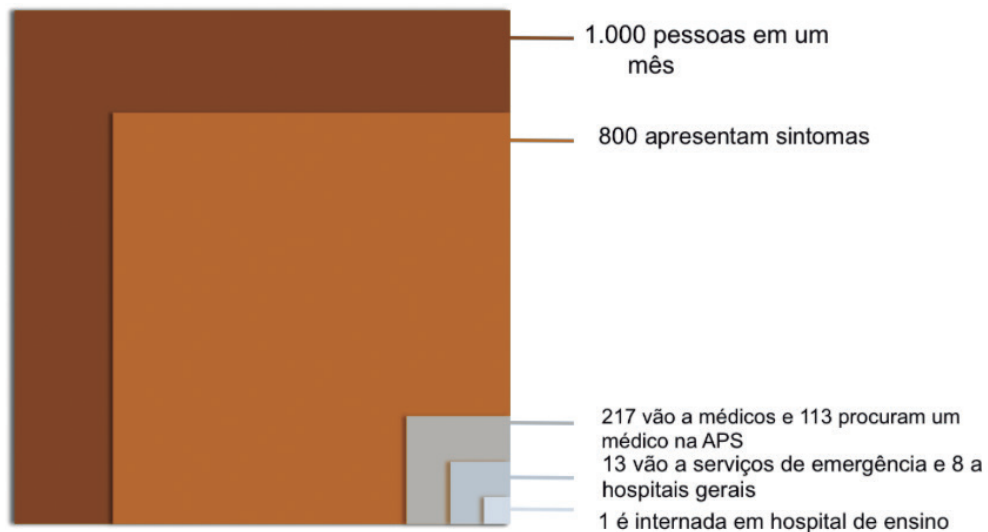 1.000 pessoas em um
mês
800 apresentam sintomas
217 vão a médicos e 113 procuram um
médico na APS
13 vão a serviços de emergência e 8 a
hospitais gerais
1 é internada em hospital de ensino